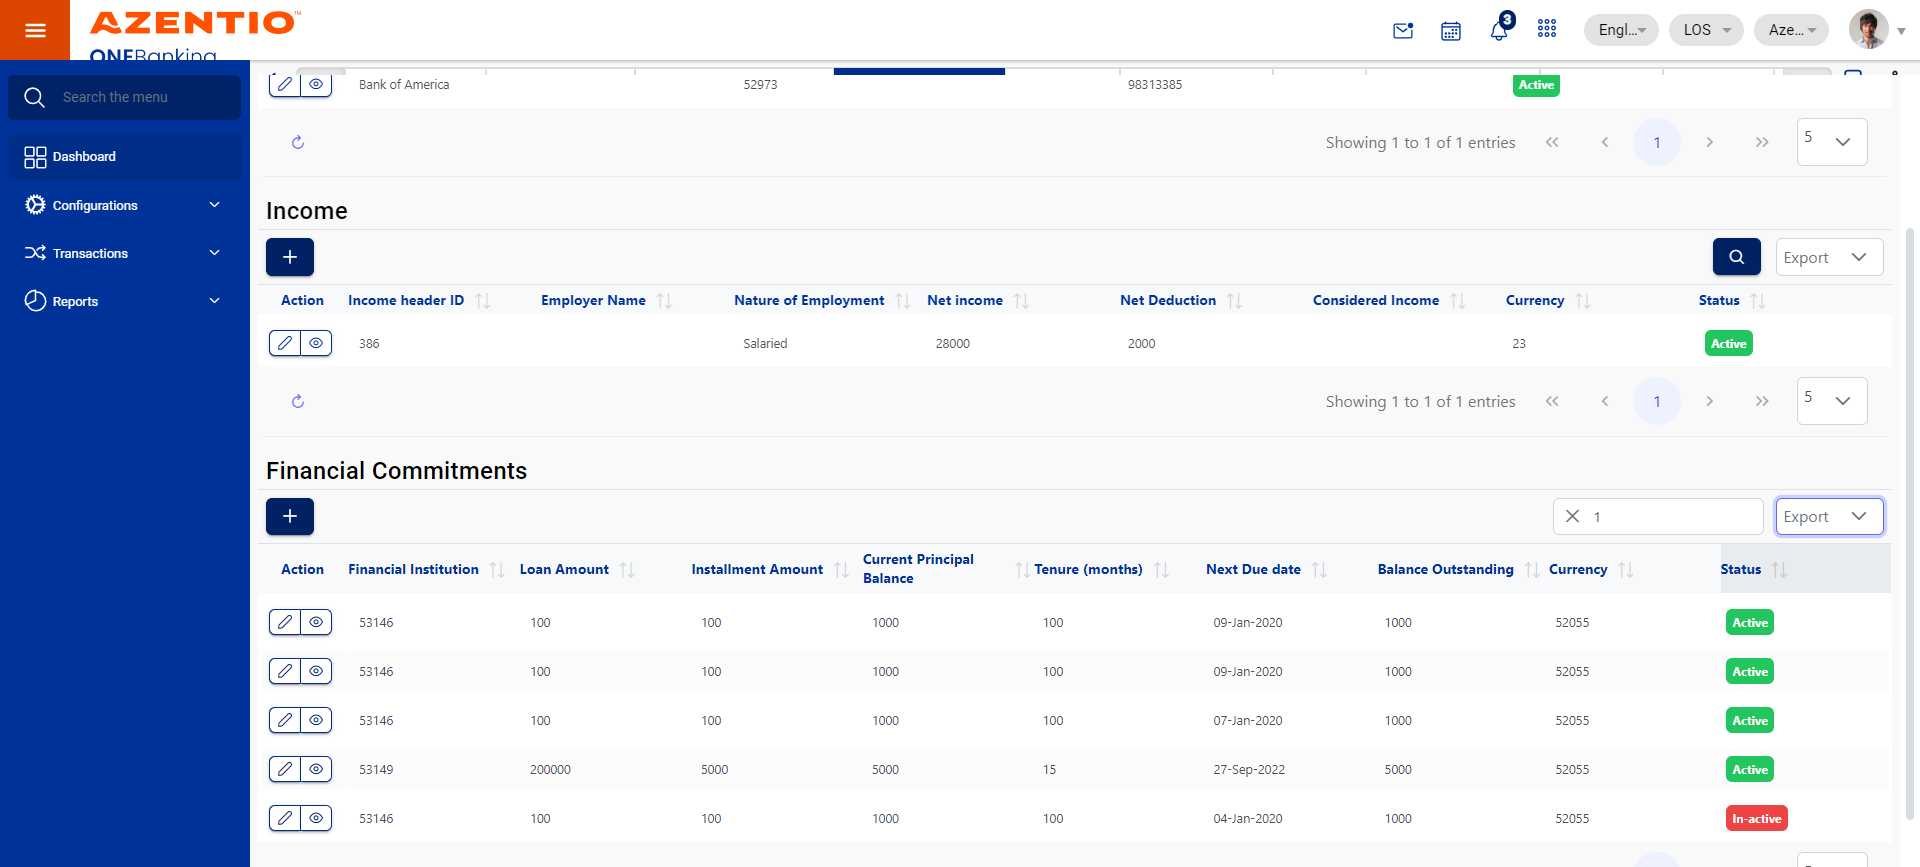 AZENTIO™
ONEBanking
3
Engl...
LOS
Aze...
Search the menu
Dashboard
Configurations
Transactions
Reports
Bank of America 52973 98313385 Active
Showing 1 to 1 of 1 entries « ‹ 1 › » 5
Income
+ Export
Action Income header ID Employer Name Nature of Employment Net income Net Deduction Considered Income Currency Status
386 Salaried 28000 2000 23 Active
Showing 1 to 1 of 1 entries « ‹ 1 › » 5
Financial Commitments
+ 1 Export
Action Financial Institution Loan Amount Installment Amount Current Principal Balance Tenure (months) Next Due date Balance Outstanding Currency Status
53146 100 100 1000 100 09-Jan-2020 1000 52055 Active
53146 100 100 1000 100 09-Jan-2020 1000 52055 Active
53146 100 100 1000 100 07-Jan-2020 1000 52055 Active
53149 200000 5000 5000 15 27-Sep-2022 5000 52055 Active
53146 100 100 1000 100 04-Jan-2020 1000 52055 In-active